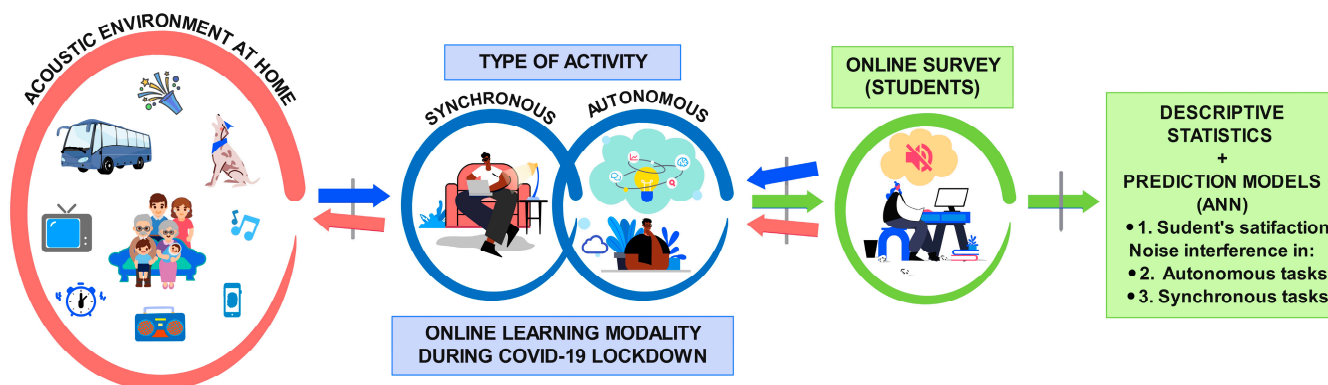 ACOUSTIC ENVIRONMENT AT HOME
TYPE OF ACTIVITY
SYNCHRONOUS
AUTONOMOUS
ONLINE LEARNING MODALITY
DURING COVID-19 LOCKDOWN
ONLINE SURVEY
(STUDENTS)
DESCRIPTIVE
STATISTICS
+
PREDICTION MODELS
(ANN)
• 1. Sudent's satifaction
Noise interference in:
• 2. Autonomous tasks
• 3. Synchronous tasks